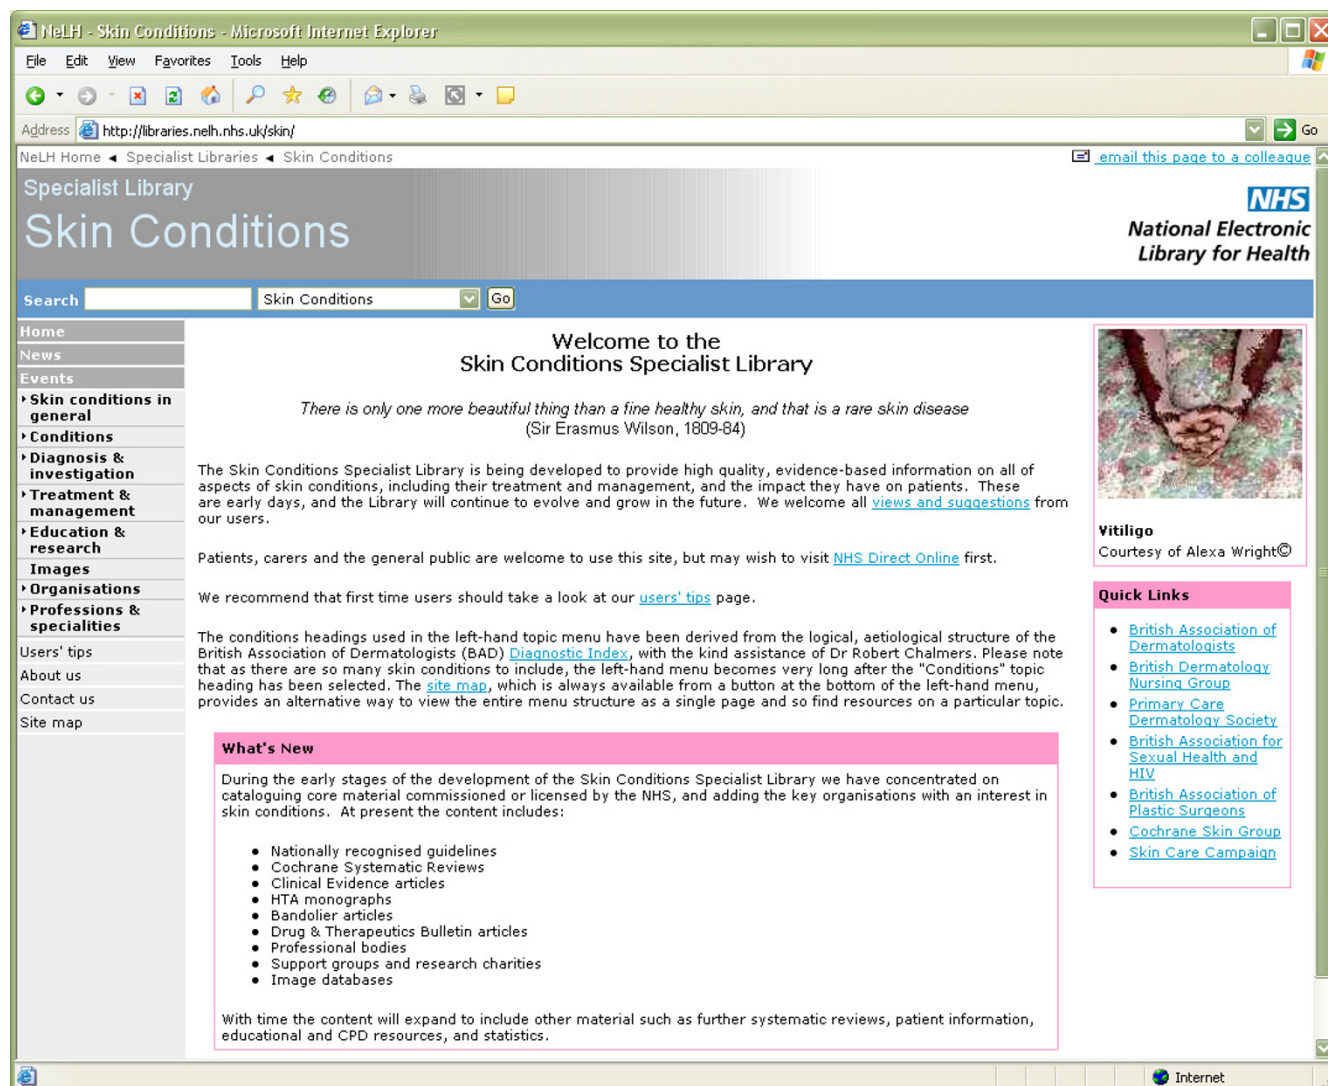 NeLH - Skin Conditions - Microsoft Internet Explorer
File Edit View Favorites Tools Help
Address http://libraries.nelh.nhs.uk/skin/ Go
NeLH Home ◄ Specialist Libraries ◄ Skin Conditions
email this page to a colleague
Specialist Library
Skin Conditions
NHS
National Electronic
Library for Health
Search Skin Conditions Go
Home
News
Events
Skin conditions in
general
Conditions
Diagnosis &
investigation
Treatment &
management
Education &
research
Images
Organisations
Professions &
specialities
Users' tips
About us
Contact us
Site map
Welcome to the
Skin Conditions Specialist Library
There is only one more beautiful thing than a fine healthy skin, and that is a rare skin disease
(Sir Erasmus Wilson, 1809-84)
The Skin Conditions Specialist Library is being developed to provide high quality, evidence-based information on all of
aspects of skin conditions, including their treatment and management, and the impact they have on patients. These
are early days, and the Library will continue to evolve and grow in the future. We welcome all views and suggestions from
our users.
Patients, carers and the general public are welcome to use this site, but may wish to visit NHS Direct Online first.
We recommend that first time users should take a look at our users' tips page.
The conditions headings used in the left-hand topic menu have been derived from the logical, aetiological structure of the
British Association of Dermatologists (BAD) Diagnostic Index, with the kind assistance of Dr Robert Chalmers. Please note
that as there are so many skin conditions to include, the left-hand menu becomes very long after the "Conditions" topic
heading has been selected. The site map, which is always available from a button at the bottom of the left-hand menu,
provides an alternative way to view the entire menu structure as a single page and so find resources on a particular topic.
What's New
During the early stages of the development of the Skin Conditions Specialist Library we have concentrated on
cataloguing core material commissioned or licensed by the NHS, and adding the key organisations with an interest in
skin conditions. At present the content includes:
• Nationally recognised guidelines
• Cochrane Systematic Reviews
• Clinical Evidence articles
• HTA monographs
• Bandolier articles
• Drug & Therapeutics Bulletin articles
• Professional bodies
• Support groups and research charities
• Image databases
With time the content will expand to include other material such as further systematic reviews, patient information,
educational and CPD resources, and statistics.
Vitiligo
Courtesy of Alexa Wright©
Quick Links
• British Association of
Dermatologists
• British Dermatology
Nursing Group
• Primary Care
Dermatology Society
• British Association for
Sexual Health and
HIV
• British Association of
Plastic Surgeons
• Cochrane Skin Group
• Skin Care Campaign
Internet